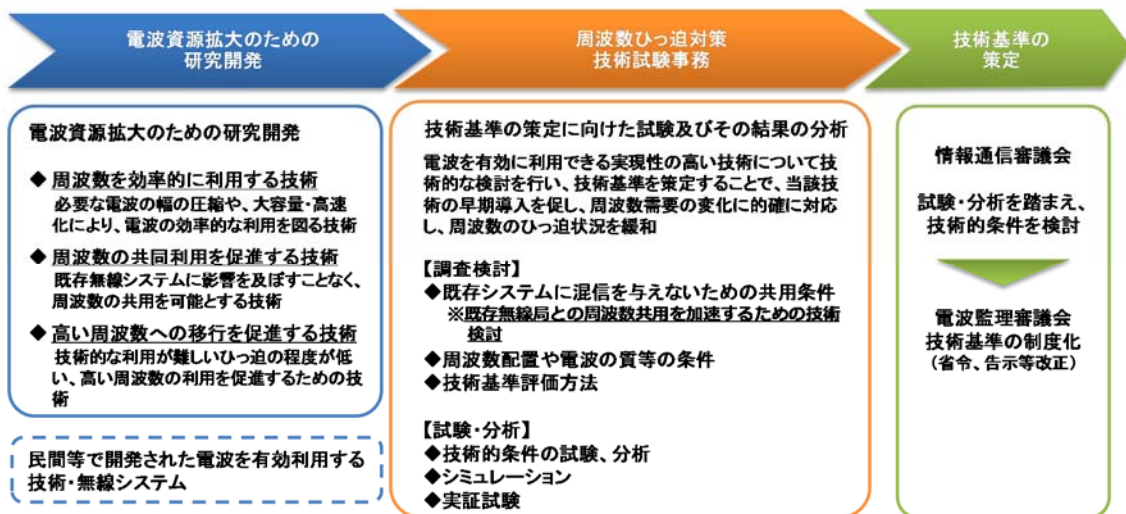 電波資源拡大のための
研究開発
周波数ひっ迫対策
技術試験事務
技術基準の
策定
電波資源拡大のための研究開発
◆ 周波数を効率的に利用する技術
必要な電波の幅の圧縮や、大容量・高速
化により、電波の効率的な利用を図る技術
◆ 周波数の共同利用を促進する技術
既存無線システムに影響を及ぼすことなく、
周波数の共用を可能とする技術
◆ 高い周波数への移行を促進する技術
技術的な利用が難しいひっ迫の程度が低
い、高い周波数の利用を促進するための技
術
民間等で開発された電波を有効利用する
技術・無線システム
技術基準の策定に向けた試験及びその結果の分析
電波を有効に利用できる実現性の高い技術について技
術的な検討を行い、技術基準を策定することで、当該技
術の早期導入を促し、周波数需要の変化に的確に対応
し、周波数のひっ迫状況を緩和
【調査検討】
◆既存システムに混信を与えないための共用条件
※既存無線局との周波数共用を加速するための技術
検討
◆周波数配置や電波の質等の条件
◆技術基準評価方法
【試験・分析】
◆技術的条件の試験、分析
◆シミュレーション
◆実証試験
情報通信審議会
試験・分析を踏まえ、
技術的条件を検討
電波監理審議会
技術基準の制度化
(省令、告示等改正)